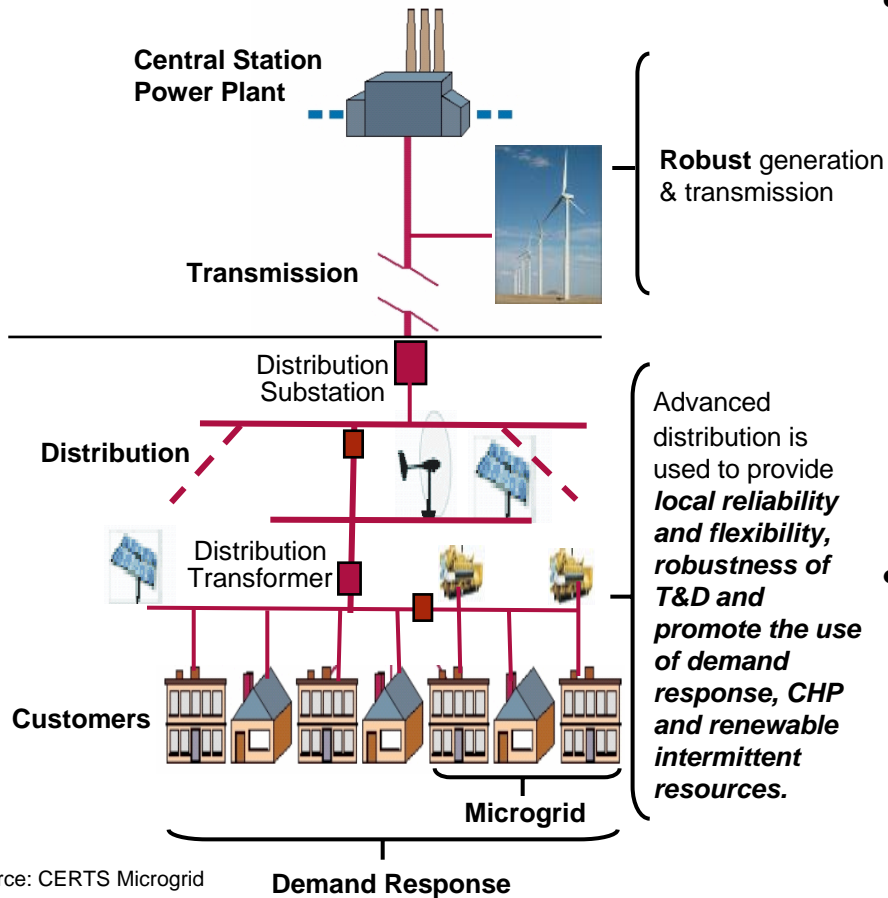 Central Station
Power Plant
Robust generation
& transmission
Transmission
Distribution
Substation
Distribution
Advanced
distribution is
used to provide
local reliability
and flexibility,
robustness of
T&D and
promote the use
of demand
response, CHP
and renewable
intermittent
resources.
Distribution
Transformer
Customers
Microgrid
rce: CERTS Microgrid
Demand Response